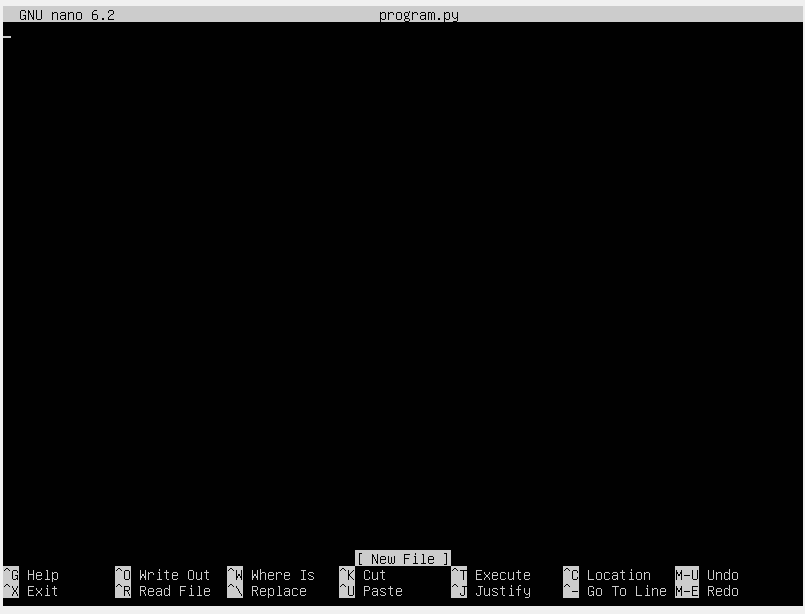 GNU nano 6.2 program.py
[ New File ]
^G Help ^O Write Out ^W Where Is ^K Cut ^T Execute ^C Location M-U Undo
^X Exit ^R Read File ^\ Replace ^U Paste ^J Justify ^- Go To Line M-E Redo